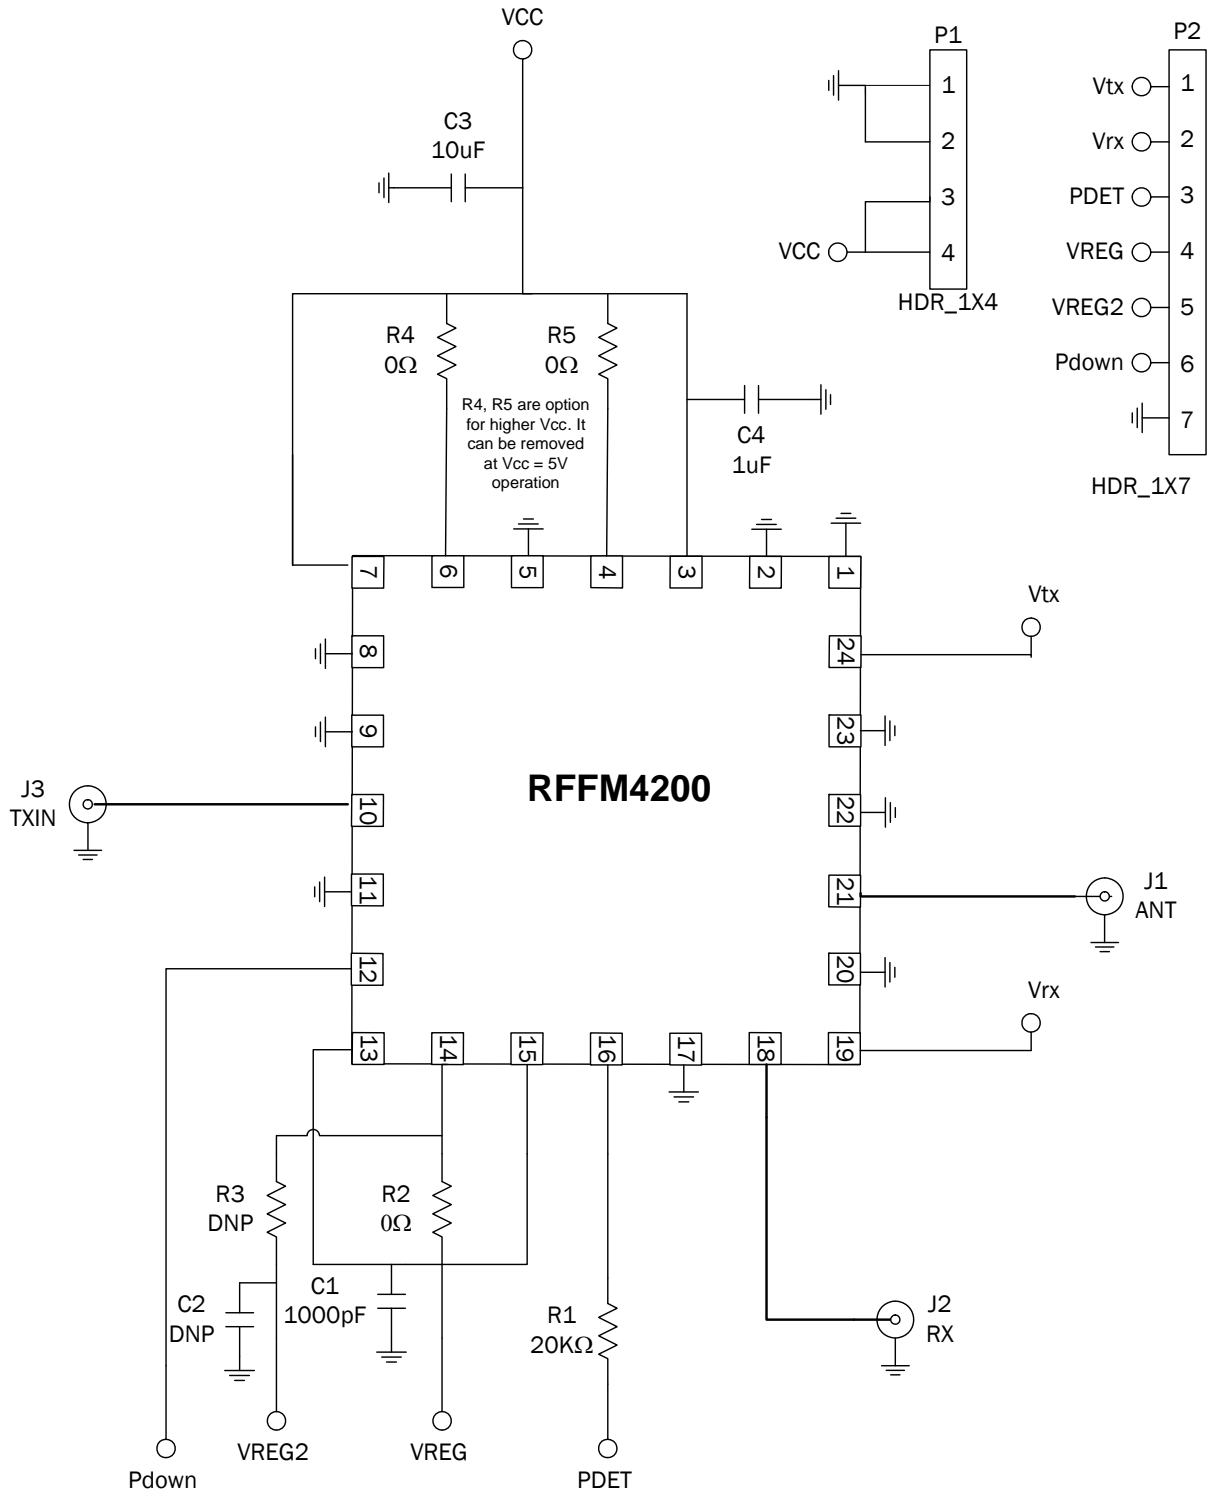 VCC
P1
P2
1
2
3
4
VCC
HDR_1X4
Vtx
1
Vrx
2
PDET
3
VREG
4
VREG2
5
Pdown
6
7
HDR_1X7
C3
10uF
R4
0Ω
R5
0Ω
R4, R5 are option
for higher Vcc. It
can be removed
at Vcc = 5V
operation
C4
1uF
7
6
5
4
3
2
1
8
9
10
11
12
24
23
22
21
20
RFFM4200
J3
TXIN
Vtx
J1
ANT
Vrx
13
14
15
16
17
18
19
R3
DNP
R2
0Ω
C2
DNP
C1
1000pF
R1
20KΩ
J2
RX
Pdown
VREG2
VREG
PDET